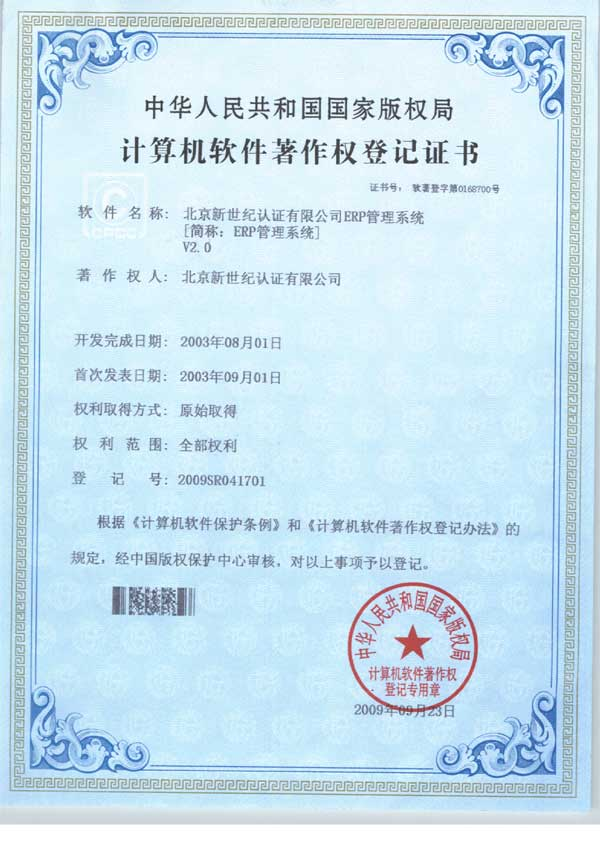 中华人民共和国国家版权局
计算机软件著作权登记证书
证书号： 软著登字第0168700号
CPCC
软件名称： 北京新世纪认证有限公司ERP管理系统
[简称：ERP管理系统]
V2.0
著作权人： 北京新世纪认证有限公司
开发完成日期： 2003年08月01日
首次发表日期： 2003年09月01日
权利取得方式： 原始取得
权利范围： 全部权利
登记号： 2009SR041701
根据《计算机软件保护条例》和《计算机软件著作权登记办法》的
规定，经中国版权保护中心审核，对以上事项予以登记。
中华人民共和国国家版权局
计算机软件著作权
登记专用章
2009年09月23日